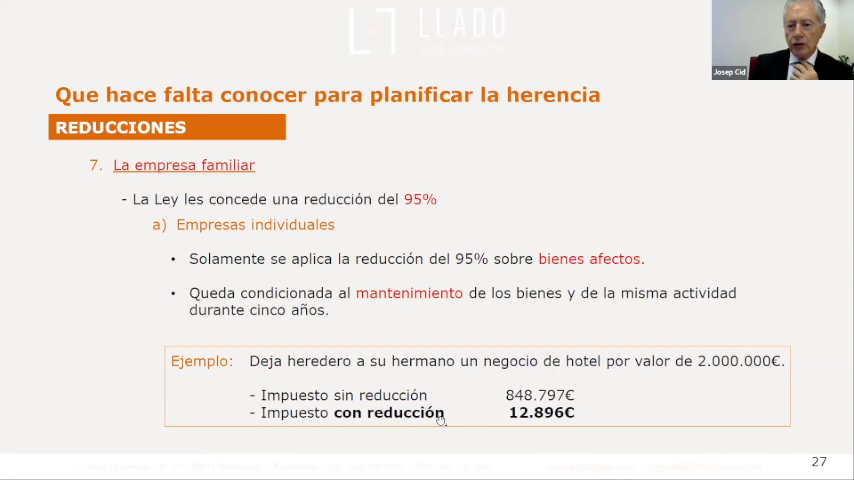 LLADÓ
Josep Cid
Que hace falta conocer para planificar la herencia
REDUCCIONES
7. La empresa familiar
- La Ley les concede una reducción del 95%
a) Empresas individuales
• Solamente se aplica la reducción del 95% sobre bienes afectos.
• Queda condicionada al mantenimiento de los bienes y de la misma actividad
durante cinco años.
Ejemplo: Deja heredero a su hermano un negocio de hotel por valor de 2.000.000€.
- Impuesto sin reducción 848.797€
- Impuesto con reducción 12.896€
27